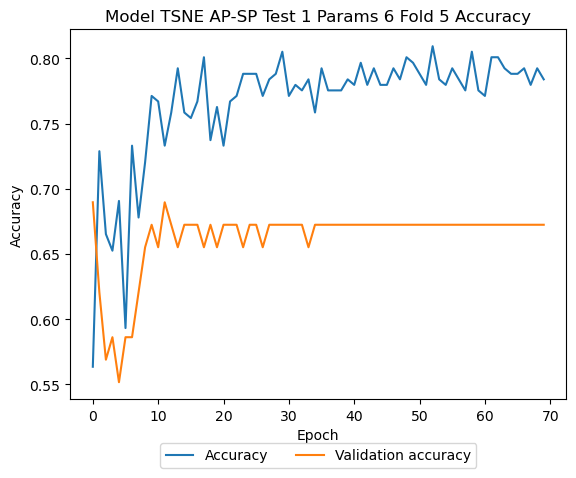 Model TSNE AP-SP Test 1 Params 6 Fold 5 Accuracy
Accuracy
0.80
0.75
0.70
0.65
0.60
0.55
0 10 20 30 40 50 60 70
Epoch
Accuracy Validation accuracy